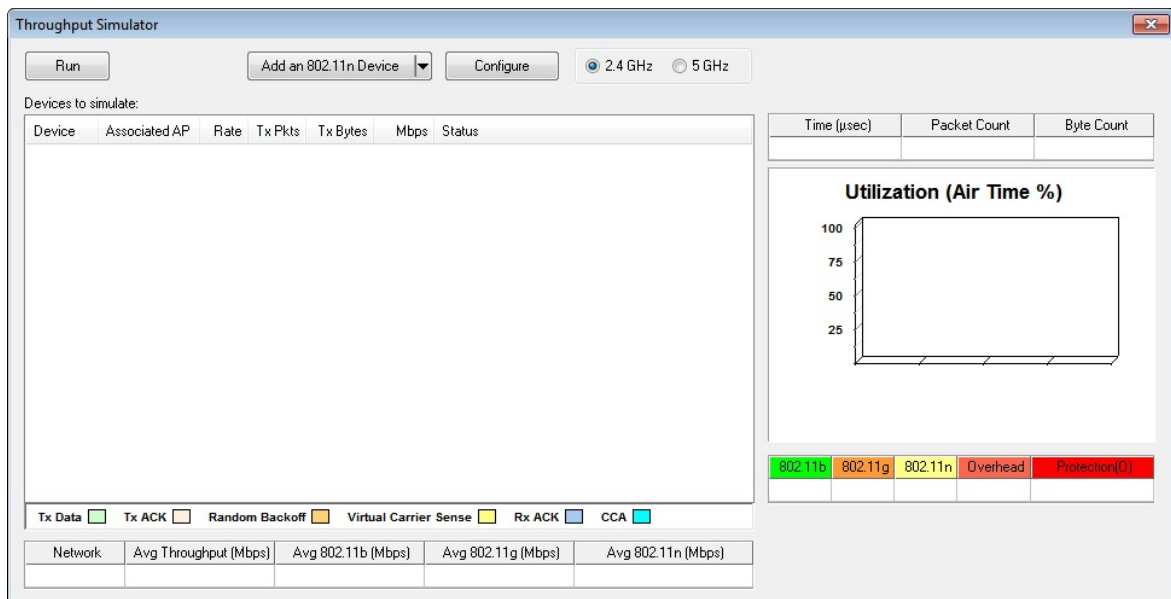 Throughput Simulator
Run
Add an 802.11n Device
Configure
2.4 GHz
5 GHz
Devices to simulate:
Device Associated AP Rate Tx Pkts Tx Bytes Mbps Status
Time (µsec) Packet Count Byte Count
Utilization (Air Time %)
100
75
50
25
802.11b 802.11g 802.11n Overhead Protection(O)
Tx Data Tx ACK Random Backoff Virtual Carrier Sense Rx ACK CCA
Network Avg Throughput (Mbps) Avg 802.11b (Mbps) Avg 802.11g (Mbps) Avg 802.11n (Mbps)